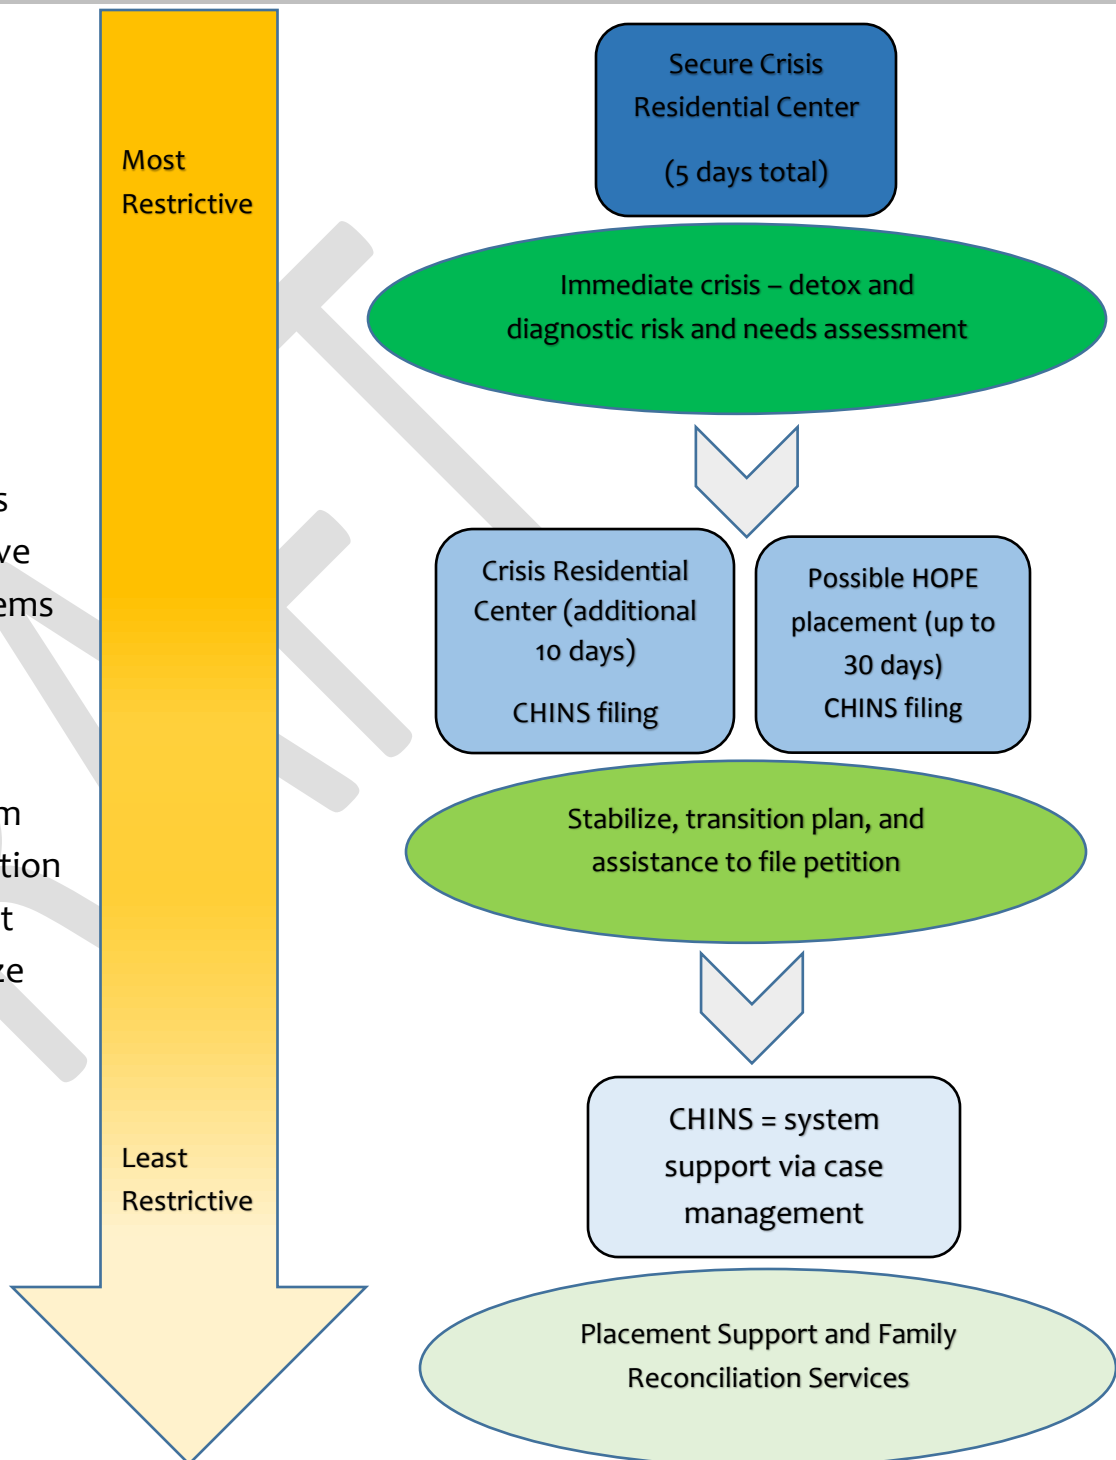 Most
Restrictive
Secure Crisis
Residential Center
(5 days total)
Immediate crisis – detox and
diagnostic risk and needs assessment
Crisis Residential
Center (additional
10 days)
CHINS filing
Possible HOPE
placement (up to
30 days)
CHINS filing
Stabilize, transition plan, and
assistance to file petition
Least
Restrictive
CHINS = system
support via case
management
Placement Support and Family
Reconciliation Services